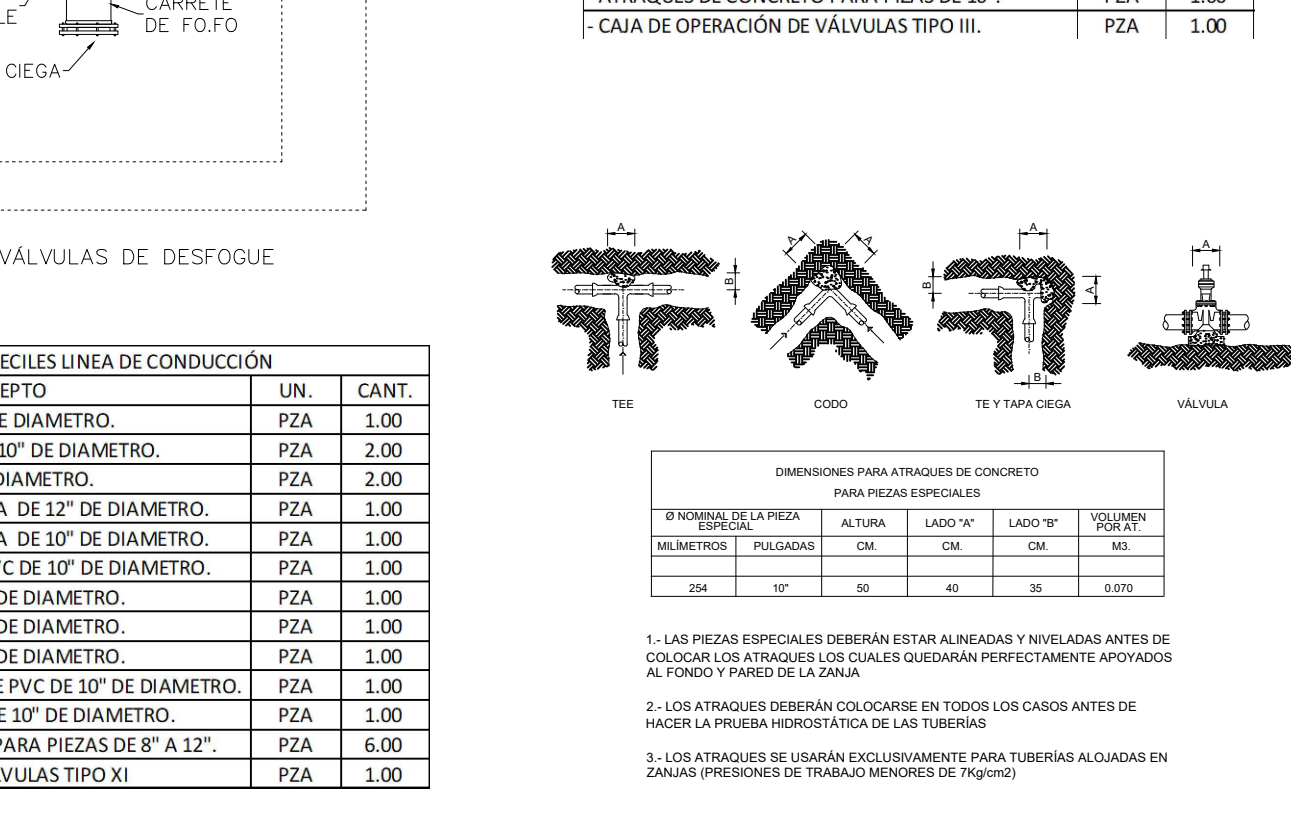 CARRETE
DE FO.FO
CIEGA
VÁLVULAS DE DESFOGUE
- CAJA DE OPERACIÓN DE VÁLVULAS TIPO III. PZA 1.00
LINEA DE CONDUCCIÓN
UN. CANT.
DE DIAMETRO. PZA 1.00
10" DE DIAMETRO. PZA 2.00
DIAMETRO. PZA 2.00
DE 12" DE DIAMETRO. PZA 1.00
DE 10" DE DIAMETRO. PZA 1.00
DE 10" DE DIAMETRO. PZA 1.00
DE DIAMETRO. PZA 1.00
DE DIAMETRO. PZA 1.00
DE DIAMETRO. PZA 1.00
PVC DE 10" DE DIAMETRO. PZA 1.00
10" DE DIAMETRO. PZA 1.00
PARA PIEZAS DE 8" A 12". PZA 6.00
TIPO XI PZA 1.00
A
B
A
A
A
B
A
B
A
TEE
CODO
TE Y TAPA CIEGA
VÁLVULA
DIMENSIONES PARA ATRAQUES DE CONCRETO
PARA PIEZAS ESPECIALES
Ø NOMINAL DE LA PIEZA
ESPECIAL
ALTURA
LADO "A"
LADO "B"
VOLUMEN
POR AT.
MILÍMETROS PULGADAS CM. CM. CM. M3.
254 10" 50 40 35 0.070
1.- LAS PIEZAS ESPECIALES DEBERÁN ESTAR ALINEADAS Y NIVELADAS ANTES DE
COLOCAR LOS ATRAQUES LOS CUALES QUEDARÁN PERFECTAMENTE APOYADOS
AL FONDO Y PARED DE LA ZANJA
2.- LOS ATRAQUES DEBERÁN COLOCARSE EN TODOS LOS CASOS ANTES DE
HACER LA PRUEBA HIDROSTÁTICA DE LAS TUBERÍAS
3.- LOS ATRAQUES SE USARÁN EXCLUSIVAMENTE PARA TUBERÍAS ALOJADAS EN
ZANJAS (PRESIONES DE TRABAJO MENORES DE 7Kg/cm2)